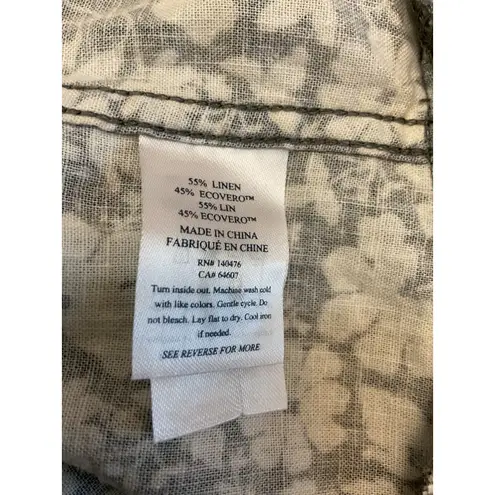 55% LINEN
45% ECOVERO™
55% LIN
45% ECOVERO™
MADE IN CHINA
FABRIQUÉ EN CHINE
RN# 140476
CA# 64607
Turn inside out. Machine wash cold
with like colors. Gentle cycle. Do
not bleach. Lay flat to dry. Cool iron
if needed.
SEE REVERSE FOR MORE